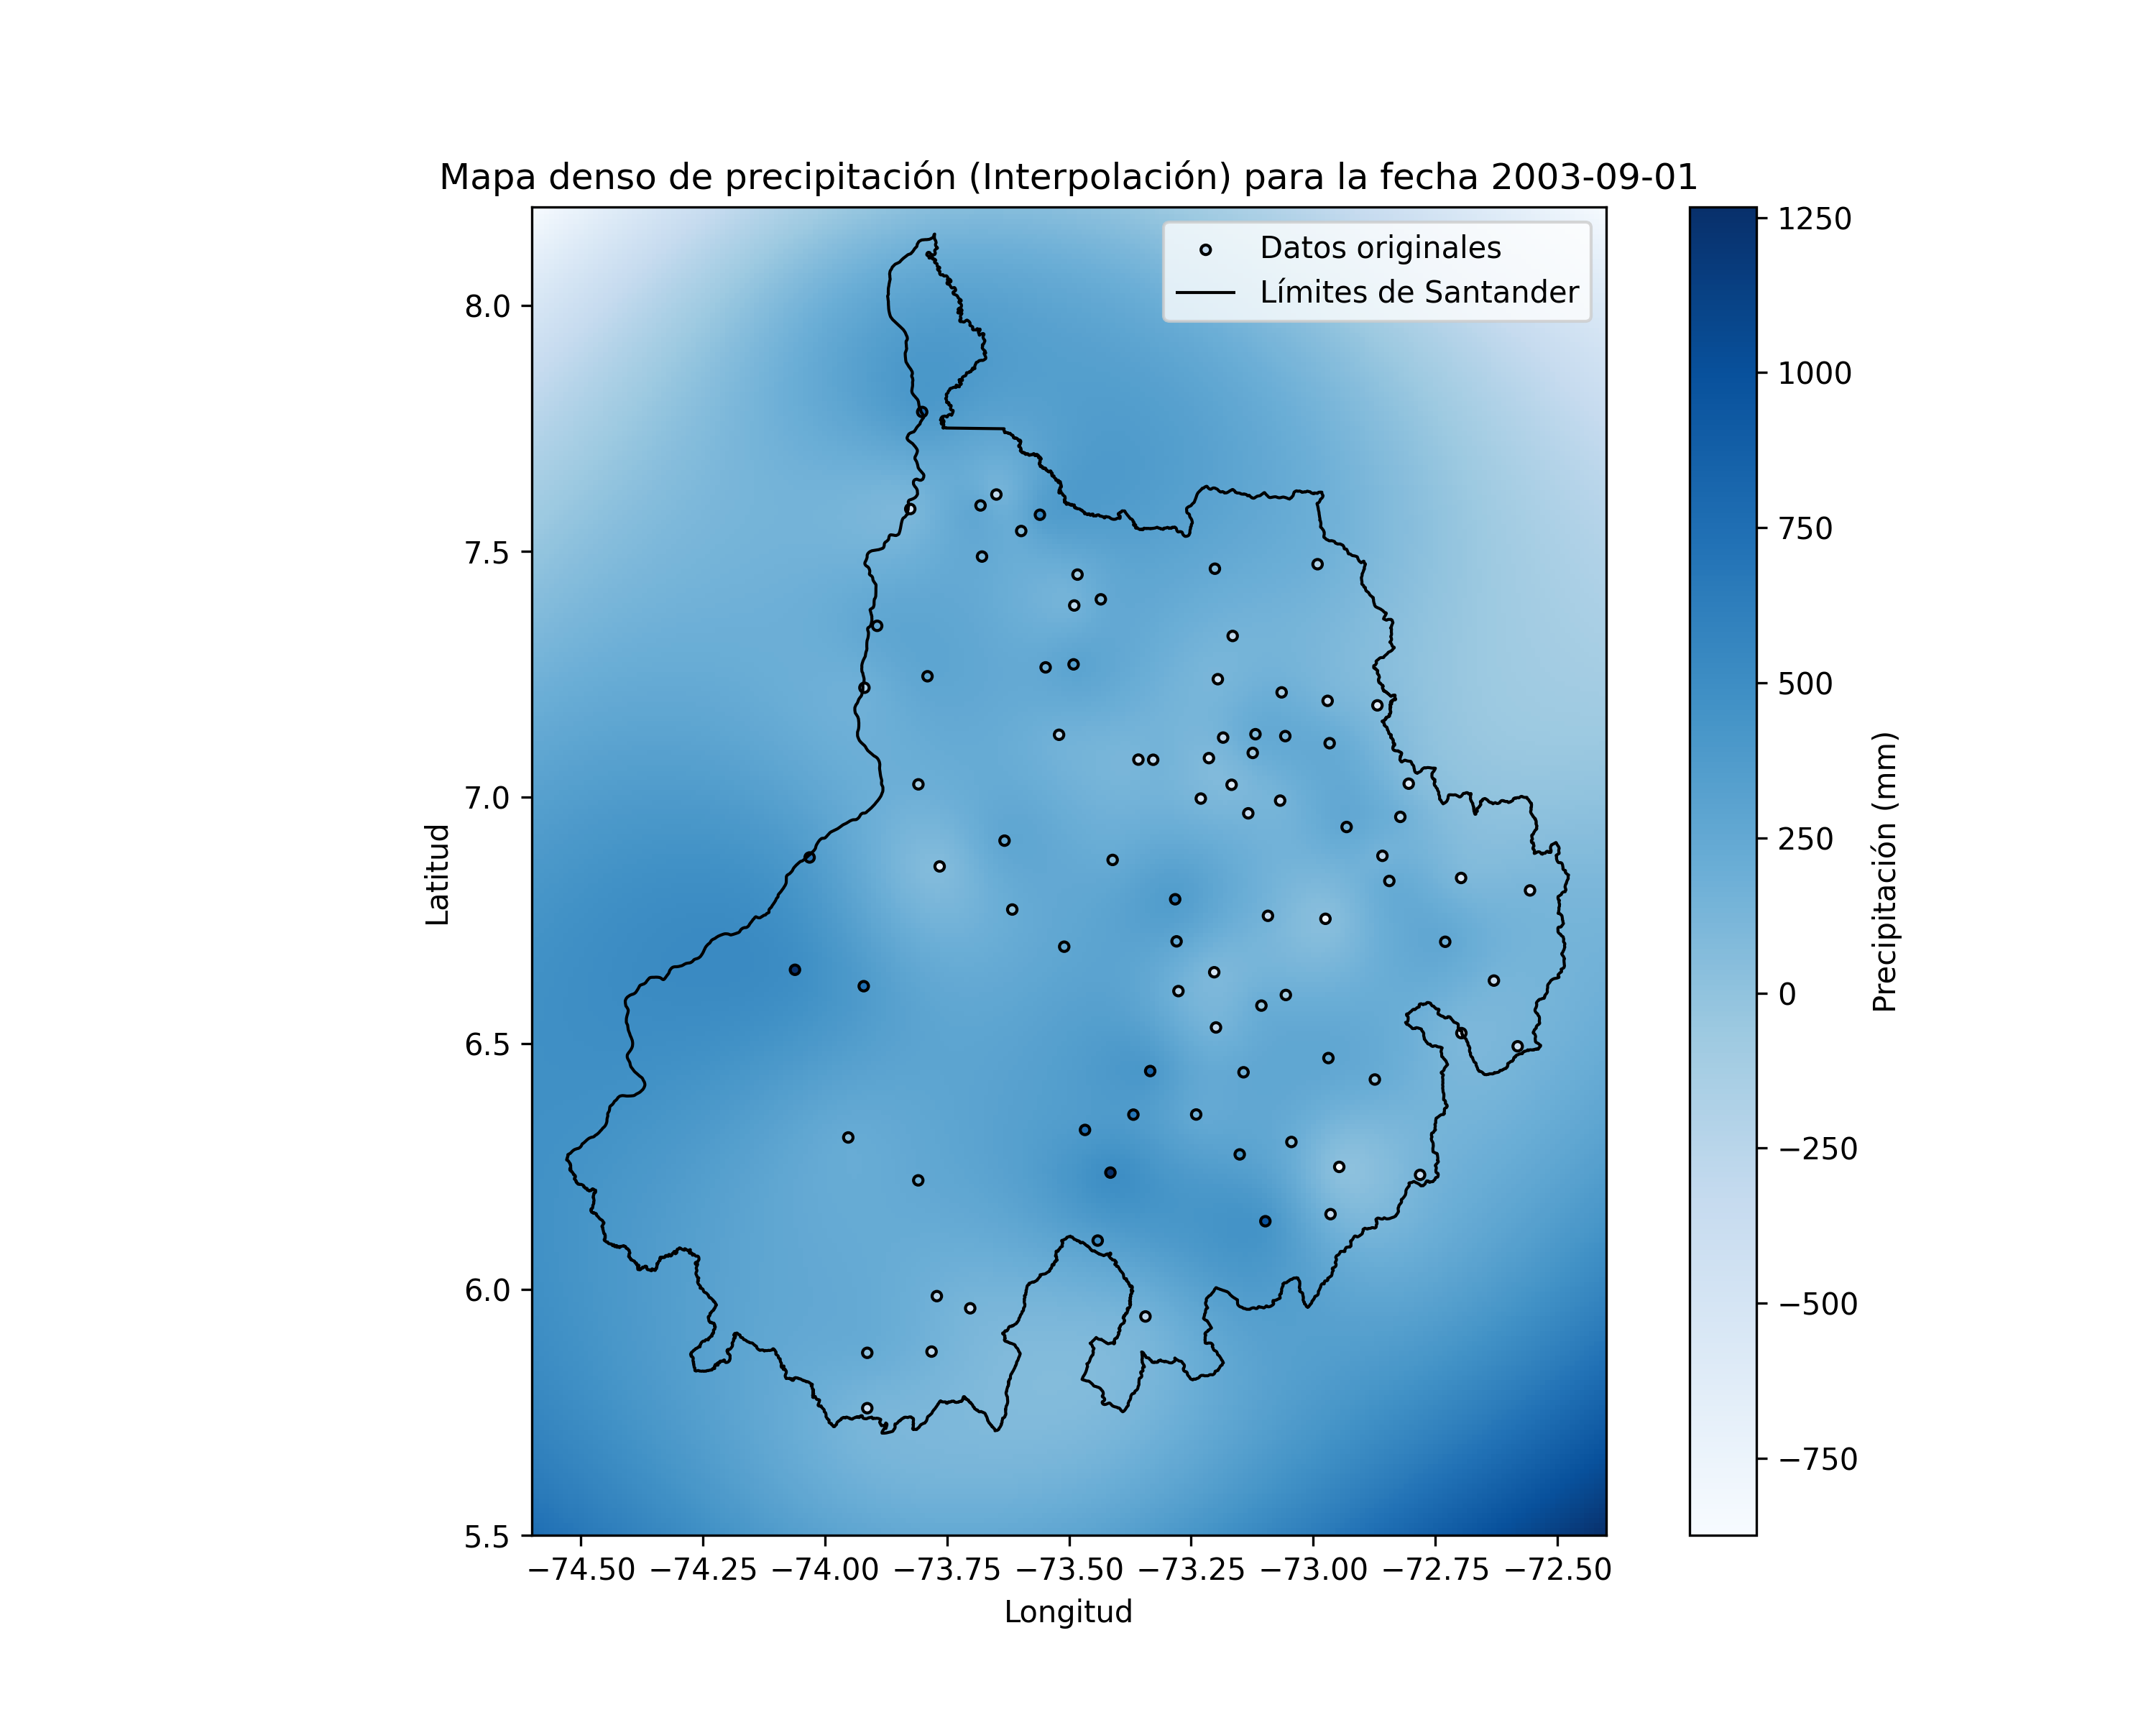 Mapa denso de precipitación (Interpolación) para la fecha 2003-09-01
Datos originales
Límites de Santander
8.0
7.5
7.0
6.5
6.0
5.5
Latitud
−74.50 −74.25 −74.00 −73.75 −73.50 −73.25 −73.00 −72.75 −72.50
Longitud
1250
1000
750
500
250
0
−250
−500
−750
Precipitación (mm)